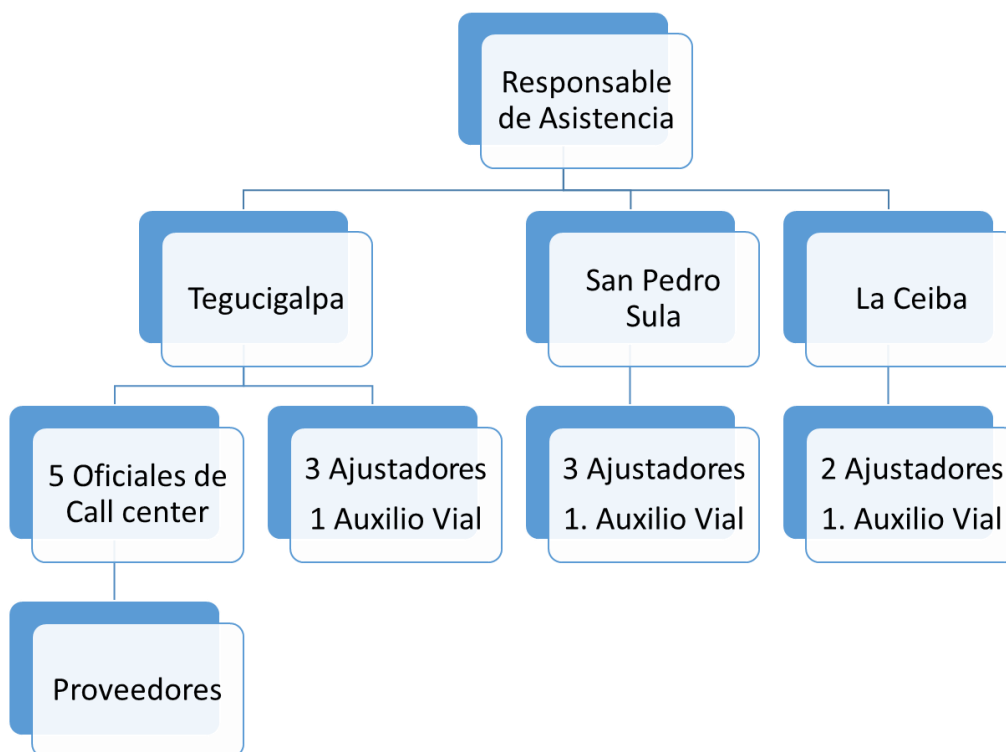 Responsable
de Asistencia
Tegucigalpa
San Pedro
Sula
La Ceiba
5 Oficiales de
Call center
3 Ajustadores
1 Auxilio Vial
3 Ajustadores
1. Auxilio Vial
2 Ajustadores
1. Auxilio Vial
Proveedores